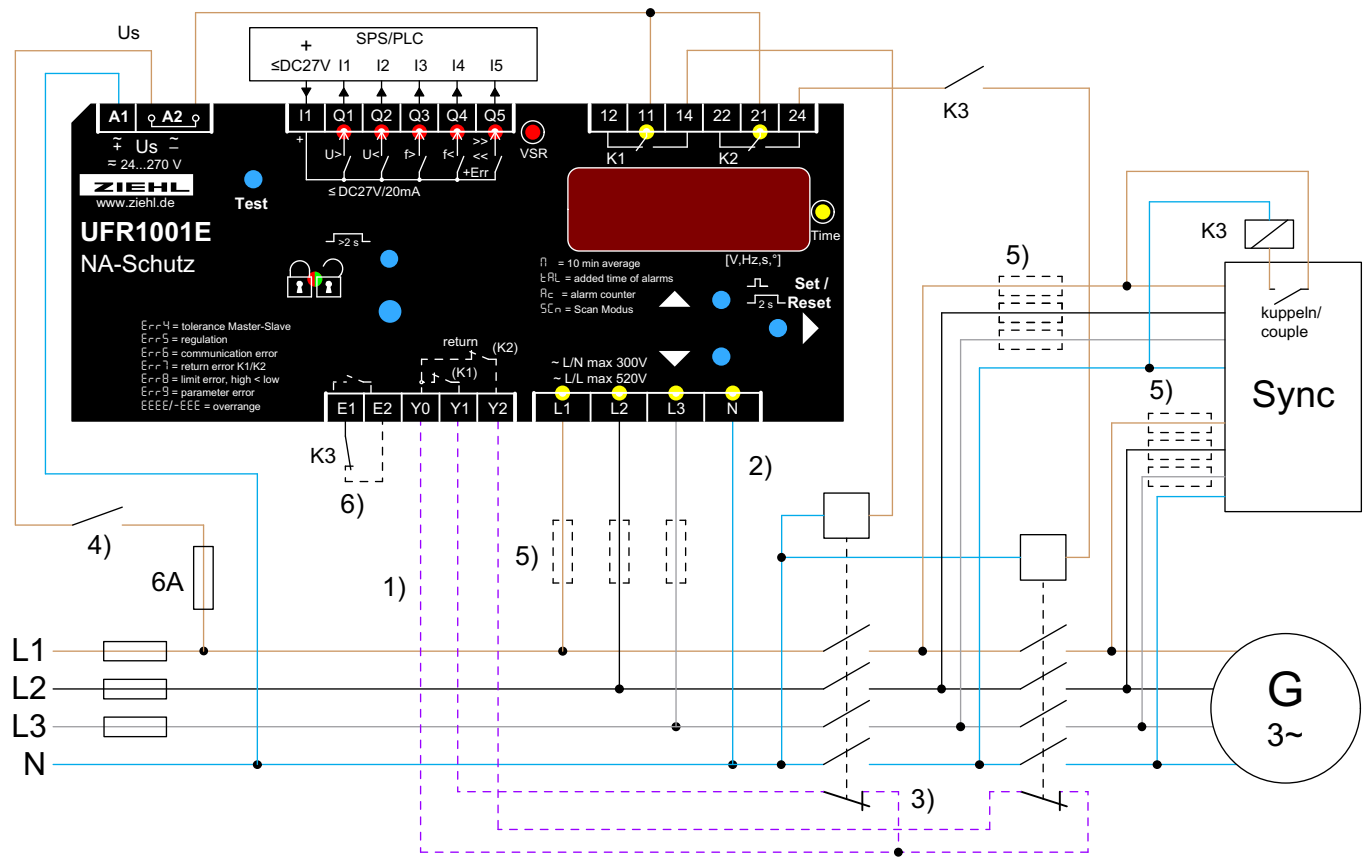 Us
SPS/PLC
+
≤DC27V I1 I2 I3 I4 I5
K3
A1 A2
I1 Q1 Q2 Q3 Q4 Q5
12 11 14 22 21 24
∓ Us ≃
≈ 24...270 V
+ U> U< f> f< >> << +Err
VSR
K1 K2
≤ DC27V/20mA
ZIEHL
www.ziehl.de
Test
Time
UFR1001E
NA-Schutz
>2 s
[V,Hz,s,°]
= 10 min average
tAL = added time of alarms
Ac = alarm counter
SCn = Scan Modus
2 s
Set /
Reset
Err4 = tolerance Master-Slave
Err5 = regulation
Err6 = communication error
Err7 = return error K1/K2
Err8 = limit error, high < low
Err9 = parameter error
EEEE/-EEE = overrange
return (K2)
(K1)
~ L/N max 300V
~ L/L max 520V
E1 E2 Y0 Y1 Y2
L1 L2 L3 N
K3
5)
kuppeln/
couple
5)
Sync
K3
6)
2)
4)
1)
5)
6A
L1
L2
L3
N
G
3~
3)